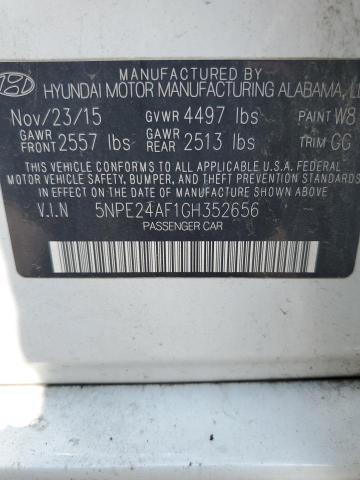 HYUNDAI MOTOR MANUFACTURING ALABAMA, LL
Nov/23/15 GVWR 4497 lbs PAINT W8
GAWR FRONT 2557 lbs GAWR REAR 2513 lbs TRIM GG
THIS VEHICLE CONFORMS TO ALL APPLICABLE U.S.A. FEDERAL
MOTOR VEHICLE SAFETY, BUMPER, AND THEFT PREVENTION STANDARDS
IN EFFECT ON THE DATE OF MANUFACTURE SHOWN ABOVE.
V.I.N 5NPE24AF1GH352656
PASSENGER CAR